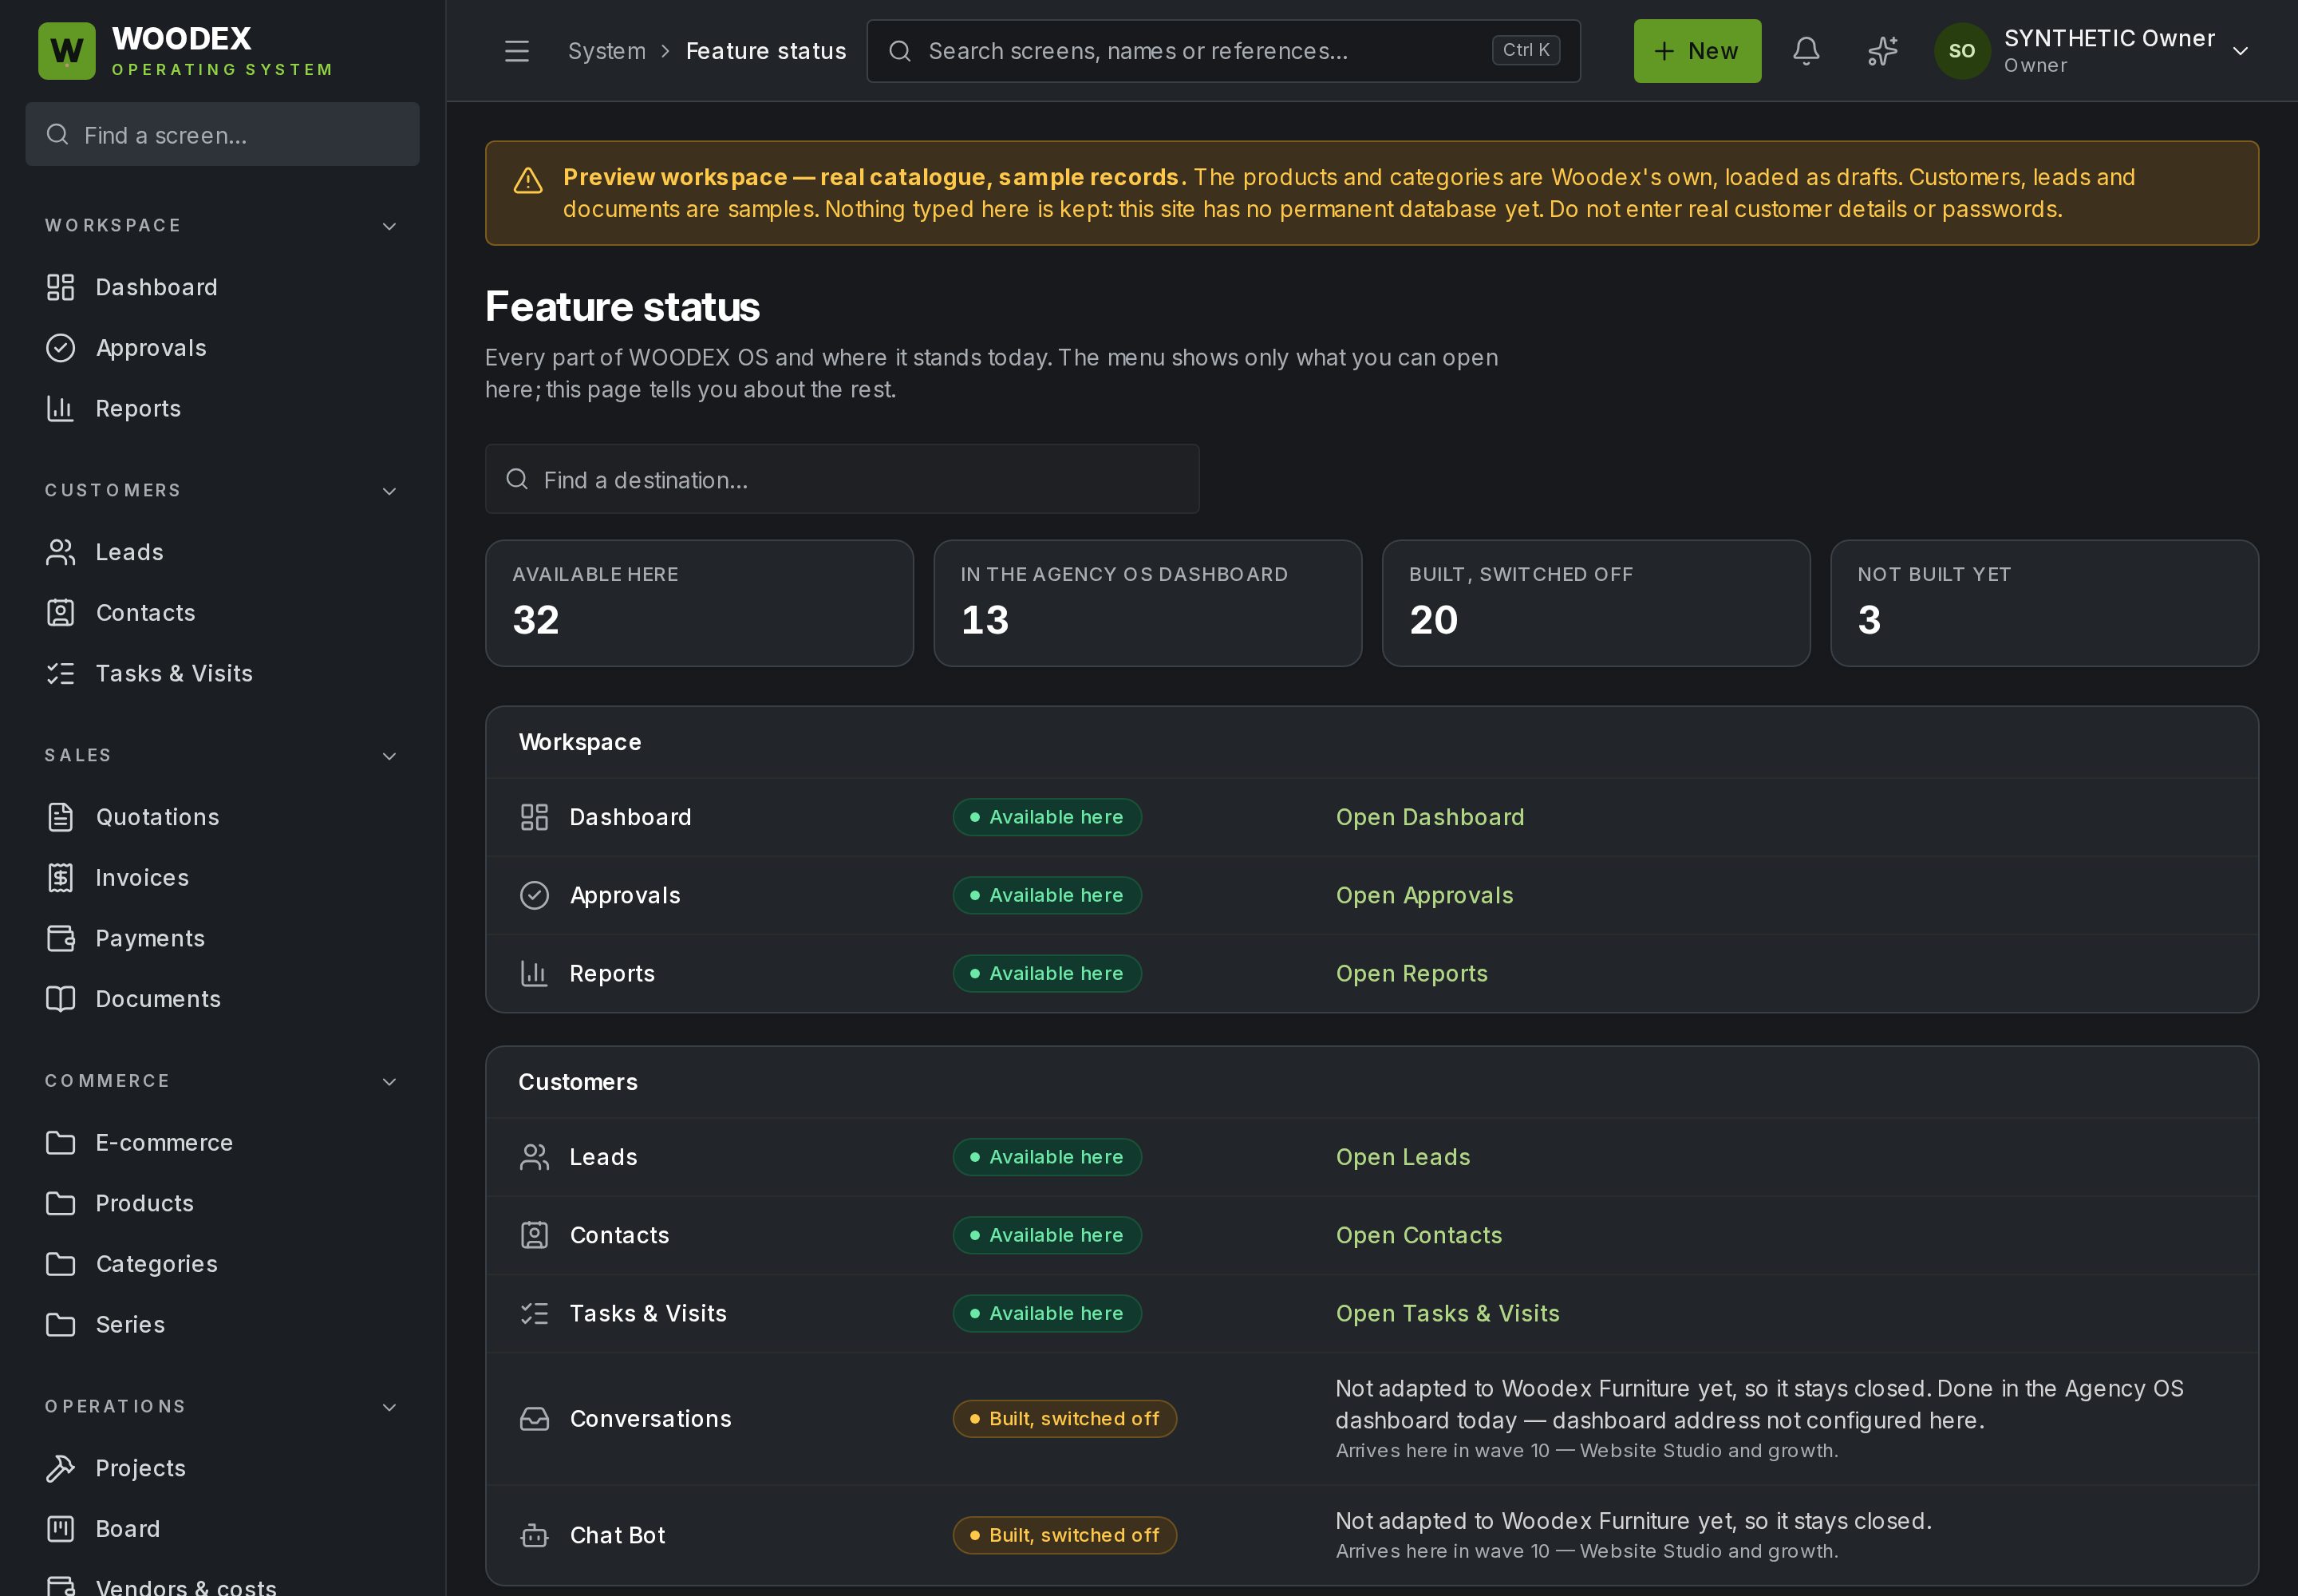 W
WOODEX
OPERATING SYSTEM
Find a screen...
WORKSPACE
Dashboard
Approvals
Reports
CUSTOMERS
Leads
Contacts
Tasks & Visits
SALES
Quotations
Invoices
Payments
Documents
COMMERCE
E-commerce
Products
Categories
Series
OPERATIONS
Projects
Board
Vendors & costs
System > Feature status
Search screens, names or references...
Ctrl K
+ New
SO
SYNTHETIC Owner
Owner
Preview workspace — real catalogue, sample records. The products and categories are Woodex's own, loaded as drafts. Customers, leads and
documents are samples. Nothing typed here is kept: this site has no permanent database yet. Do not enter real customer details or passwords.
Feature status
Every part of WOODEX OS and where it stands today. The menu shows only what you can open
here; this page tells you about the rest.
Find a destination...
AVAILABLE HERE
32
IN THE AGENCY OS DASHBOARD
13
BUILT, SWITCHED OFF
20
NOT BUILT YET
3
Workspace
Dashboard Available here Open Dashboard
Approvals Available here Open Approvals
Reports Available here Open Reports
Customers
Leads Available here Open Leads
Contacts Available here Open Contacts
Tasks & Visits Available here Open Tasks & Visits
Conversations Built, switched off
Not adapted to Woodex Furniture yet, so it stays closed. Done in the Agency OS
dashboard today — dashboard address not configured here.
Arrives here in wave 10 — Website Studio and growth.
Chat Bot Built, switched off
Not adapted to Woodex Furniture yet, so it stays closed.
Arrives here in wave 10 — Website Studio and growth.